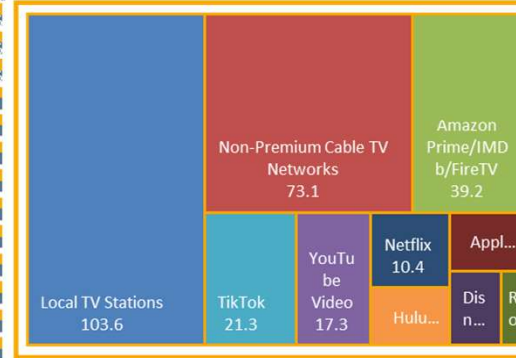 Non-Premium Cable TV
Networks
73.1
Amazon
Prime/IMD
b/FireTV
39.2
Local TV Stations
103.6
TikTok
21.3
YouTu
be
Video
17.3
Netflix
10.4
Hulu...
Appl...
Dis
n...
R
o